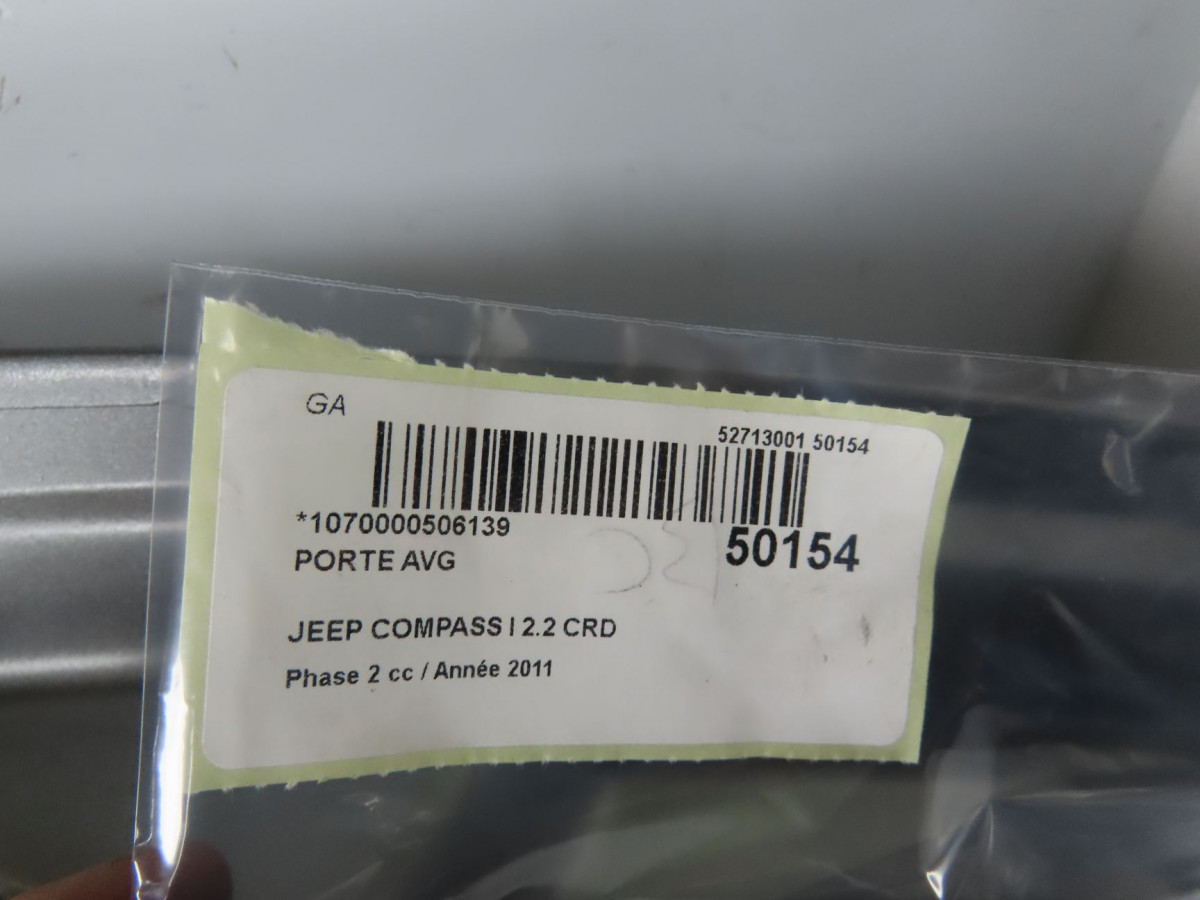 GA
52713001 50154
*1070000506139
50154
PORTE AVG
JEEP COMPASS I 2.2 CRD
Phase 2 cc / Année 2011